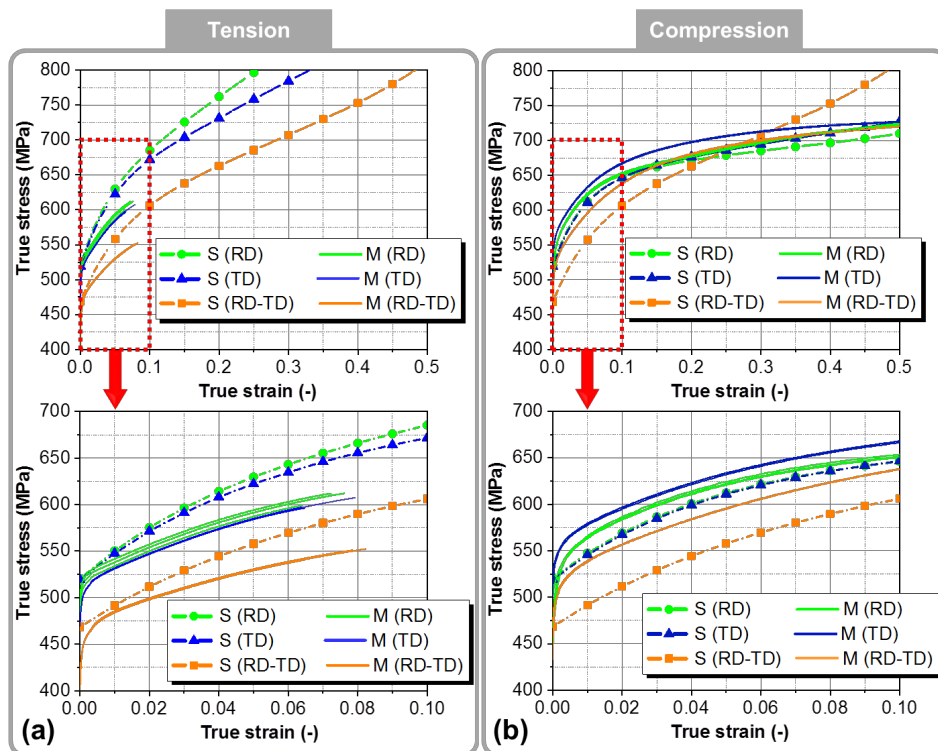 Tension
800
750
700
650
600
550
500
450
400
True stress (MPa)
0.0 0.1 0.2 0.3 0.4 0.5
True strain (-)
S (RD) M (RD)
S (TD) M (TD)
S (RD-TD) M (RD-TD)
700
650
600
550
500
450
400
True stress (MPa)
0.00 0.02 0.04 0.06 0.08 0.10
True strain (-)
S (RD) M (RD)
S (TD) M (TD)
S (RD-TD) M (RD-TD)
(a)
Compression
800
750
700
650
600
550
500
450
400
True stress (MPa)
0.0 0.1 0.2 0.3 0.4 0.5
True strain (-)
S (RD) M (RD)
S (TD) M (TD)
S (RD-TD) M (RD-TD)
700
650
600
550
500
450
400
True stress (MPa)
0.00 0.02 0.04 0.06 0.08 0.10
True strain (-)
S (RD) M (RD)
S (TD) M (TD)
S (RD-TD) M (RD-TD)
(b)